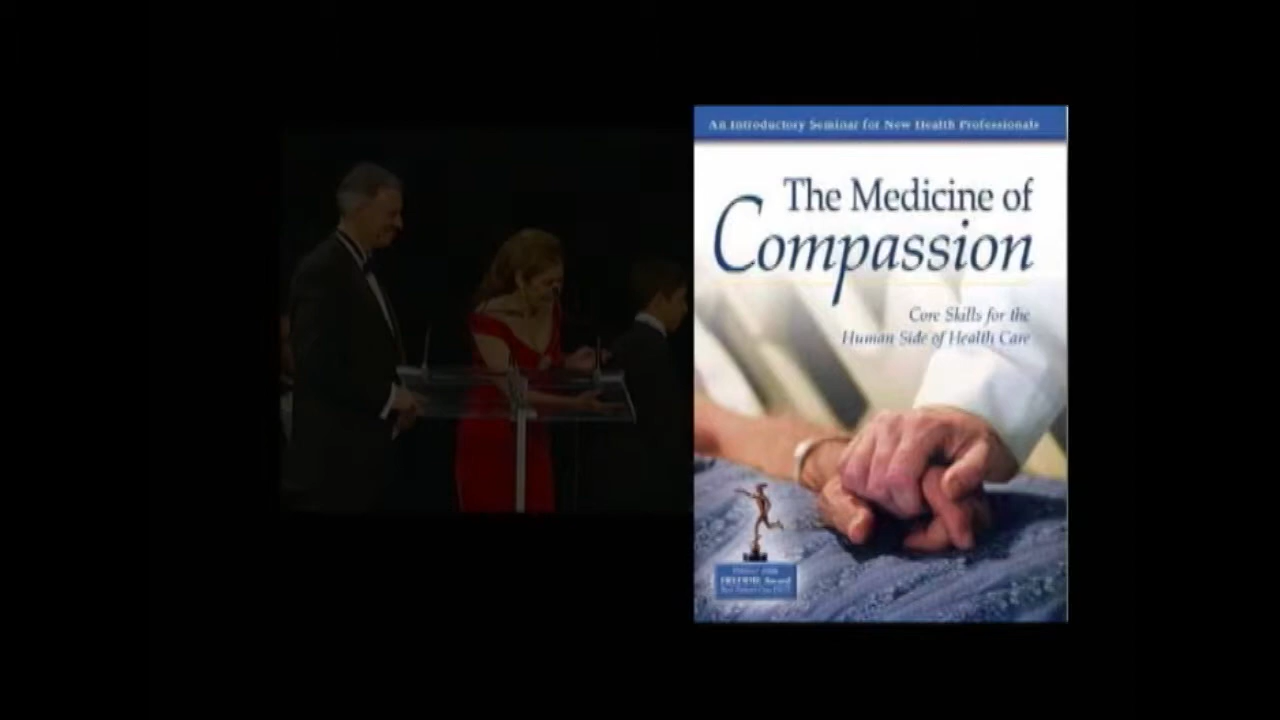 An Introductory Seminar for New Health Professionals
The Medicine of
Compassion
Core Skills for the
Human Side of Health Care
Award